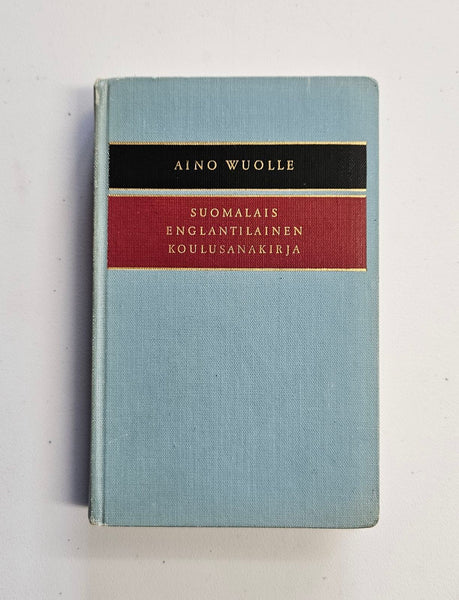 AINO WUOLLE
SUOMALAIS
ENGLANTILAINEN
KOULUSANAKIRJA